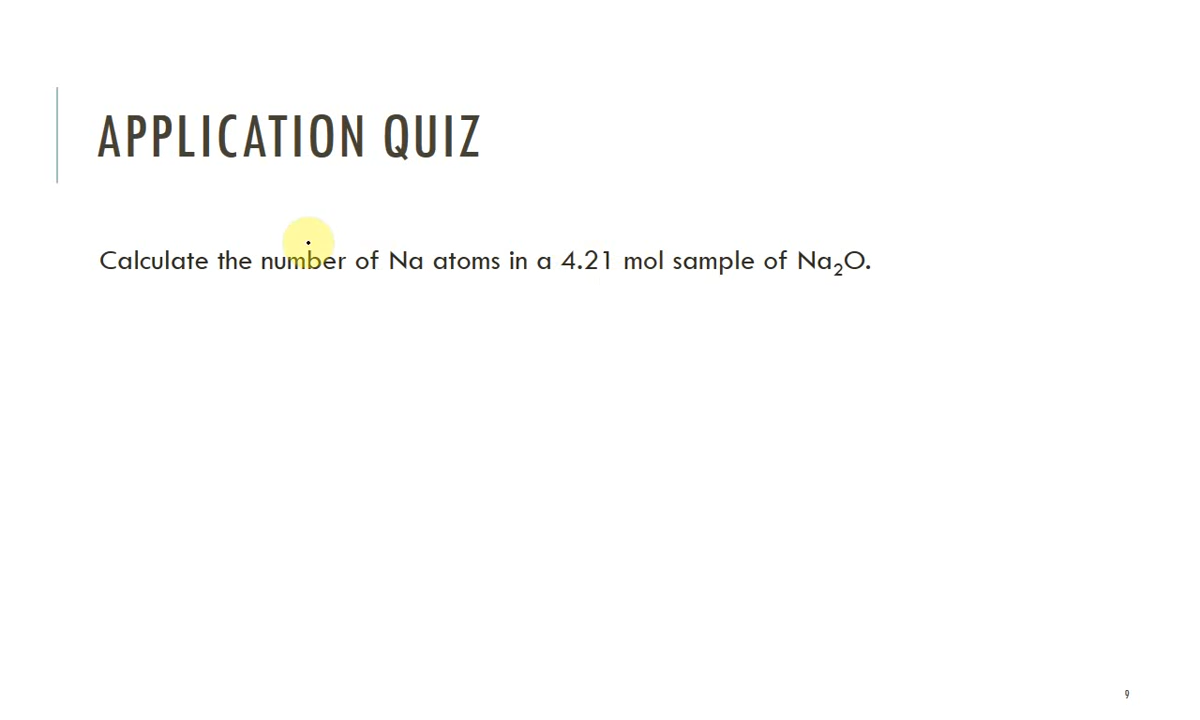 APPLICATION QUIZ
Calculate the number of Na atoms in a 4.21 mol sample of Na₂O.
9